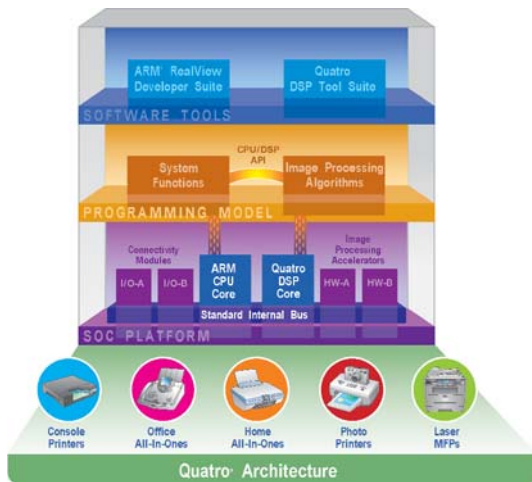 ARM® RealView
Developer Suite
Quatro
DSP Tool Suite
SOFTWARE TOOLS
CPU/DSP
API
System
Functions
Image Processing
Algorithms
PROGRAMMING MODEL
Connectivity
Modules
Image
Processing
Accelerators
I/O-A
I/O-B
ARM
CPU
Core
Quatro
DSP
Core
HW-A
HW-B
Standard Internal Bus
SOC PLATFORM
Console
Printers
Office
All-In-Ones
Home
All-In-Ones
Photo
Printers
Laser
MFPs
Quatro® Architecture